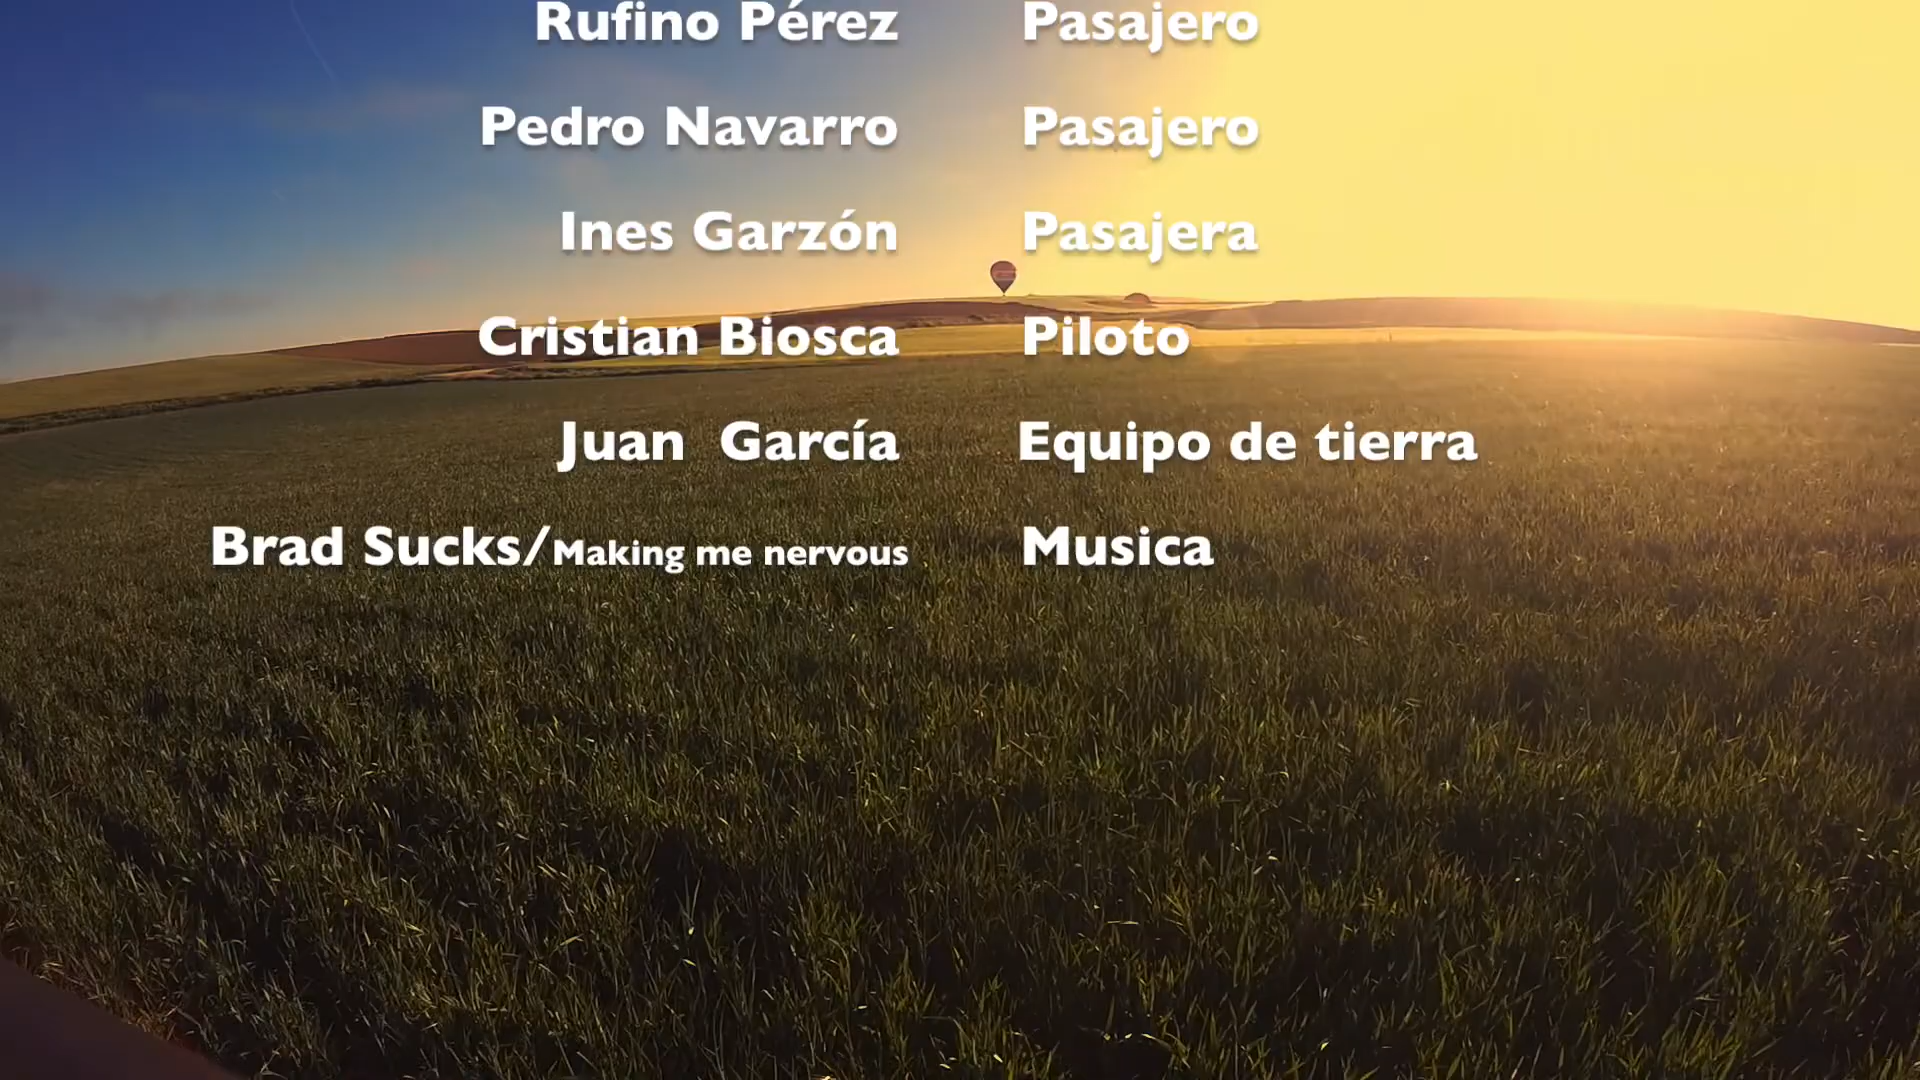 Rufino Pérez Pasajero
Pedro Navarro Pasajero
Ines Garzón Pasajera
Cristian Biosca Piloto
Juan  García Equipo de tierra
Brad Sucks/Making me nervous Musica